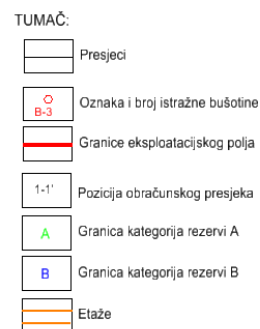 TUMAČ:
Presjeci
B-3 Oznaka i broj istražne bušotine
Granice eksploatacijskog polja
1-1' Pozicija obračunskog presjeka
A Granica kategorija rezervi A
B Granica kategorija rezervi B
Etaže